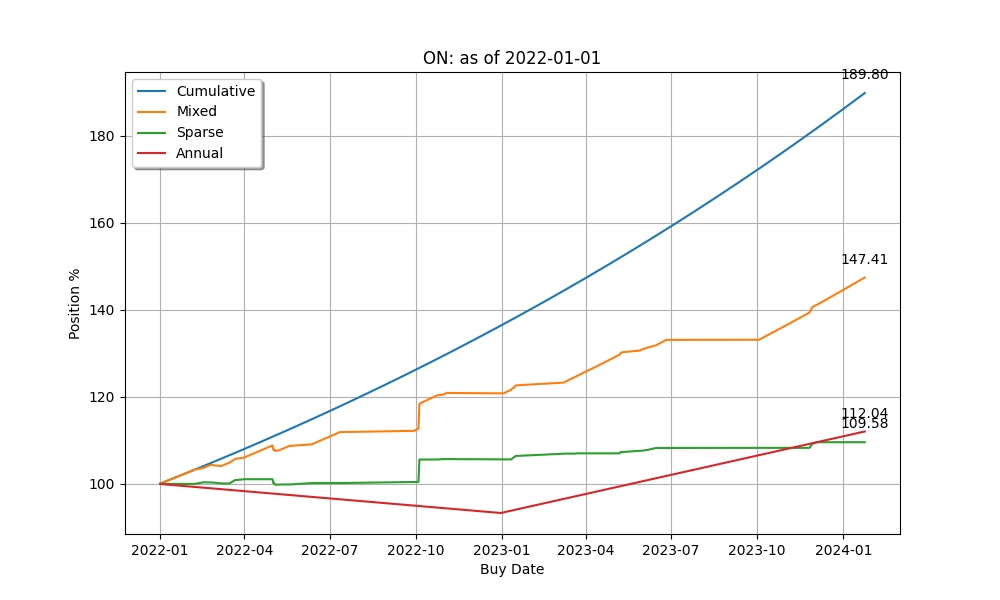 ON: as of 2022-01-01
Cumulative
Mixed
Sparse
Annual
189.80
147.41
112.04
109.58
180
160
140
120
100
Position %
2022-01 2022-04 2022-07 2022-10 2023-01 2023-04 2023-07 2023-10 2024-01
Buy Date